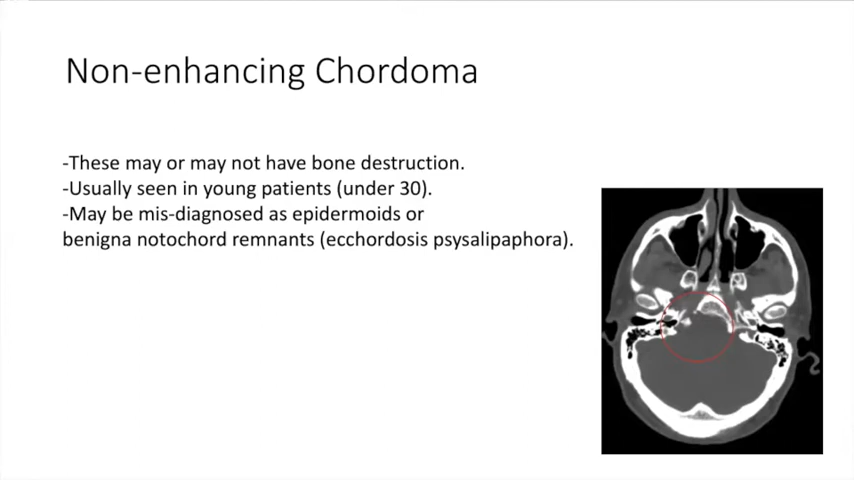 Non-enhancing Chordoma
-These may or may not have bone destruction.
-Usually seen in young patients (under 30).
-May be mis-diagnosed as epidermoids or
benigna notochord remnants (ecchordosis psysalipaphora).